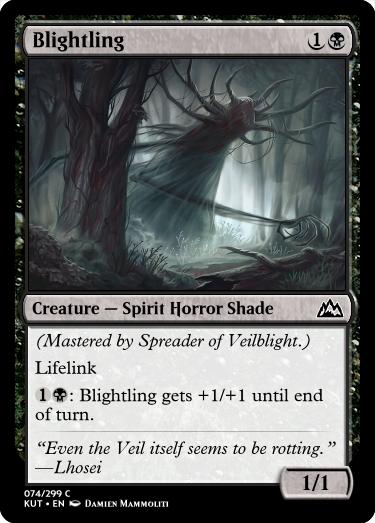 Blightling 1
Creature — Spirit Horror Shade
(Mastered by Spreader of Veilblight.)
Lifelink
1 : Blightling gets +1/+1 until end
of turn.
“Even the Veil itself seems to be rotting.”
—Lhosei
1/1
074/299 C
KUT • EN Damien Mammoliti